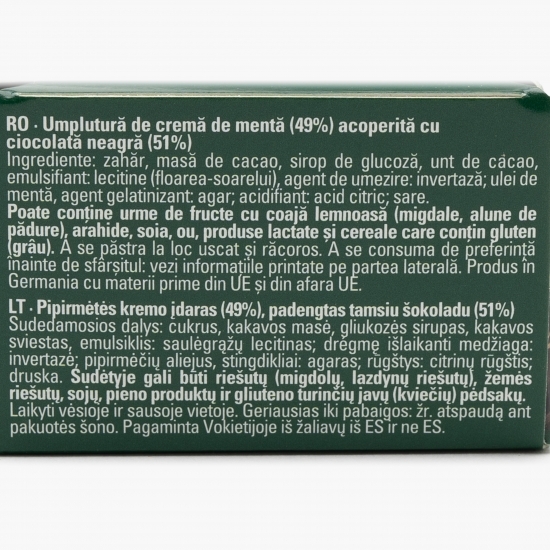 RO · Umplutură de cremă de mentă (49%) acoperită cu
ciocolată neagră (51%)
Ingrediente: zahăr, masă de cacao, sirop de glucoză, unt de cacao,
emulsifiant: lecitine (floarea-soarelui), agent de umezire: invertază; ulei de
mentă, agent gelatinizant: agar; acidifiant: acid citric; sare.
Poate conține urme de fructe cu coajă lemnoasă (migdale, alune de
pădure), arahide, soia, ou, produse lactate și cereale care conțin gluten
(grâu). A se păstra la loc uscat și răcoros. A se consuma de preferință
înainte de sfârșitul: vezi informațiile printate pe partea laterală. Produs în
Germania cu materii prime din UE și din afara UE.
LT · Pipirmėtės kremo įdaras (49%), padengtas tamsiu šokoladu (51%)
Sudedamosios dalys: cukrus, kakavos masė, gliukozės sirupas, kakavos
sviestas, emulsiklis: saulėgrąžų lecitinas; drėgmę išlaikanti medžiaga:
invertazė; pipirmėčių aliejus, stingdikliai: agaras; rūgštys: citrinų rūgštis;
druska. Sudėtyje gali būti riešutų (migdolų, lazdynų riešutų), žemės
riešutų, sojų, pieno produktų ir gliuteno turinčių javų (kviečių) pėdsakų.
Laikyti vėsioje ir sausoje vietoje. Geriausias iki pabaigos: žr. atspaudą ant
pakuotės šono. Pagaminta Vokietijoje iš žaliavų iš ES ir ne ES.